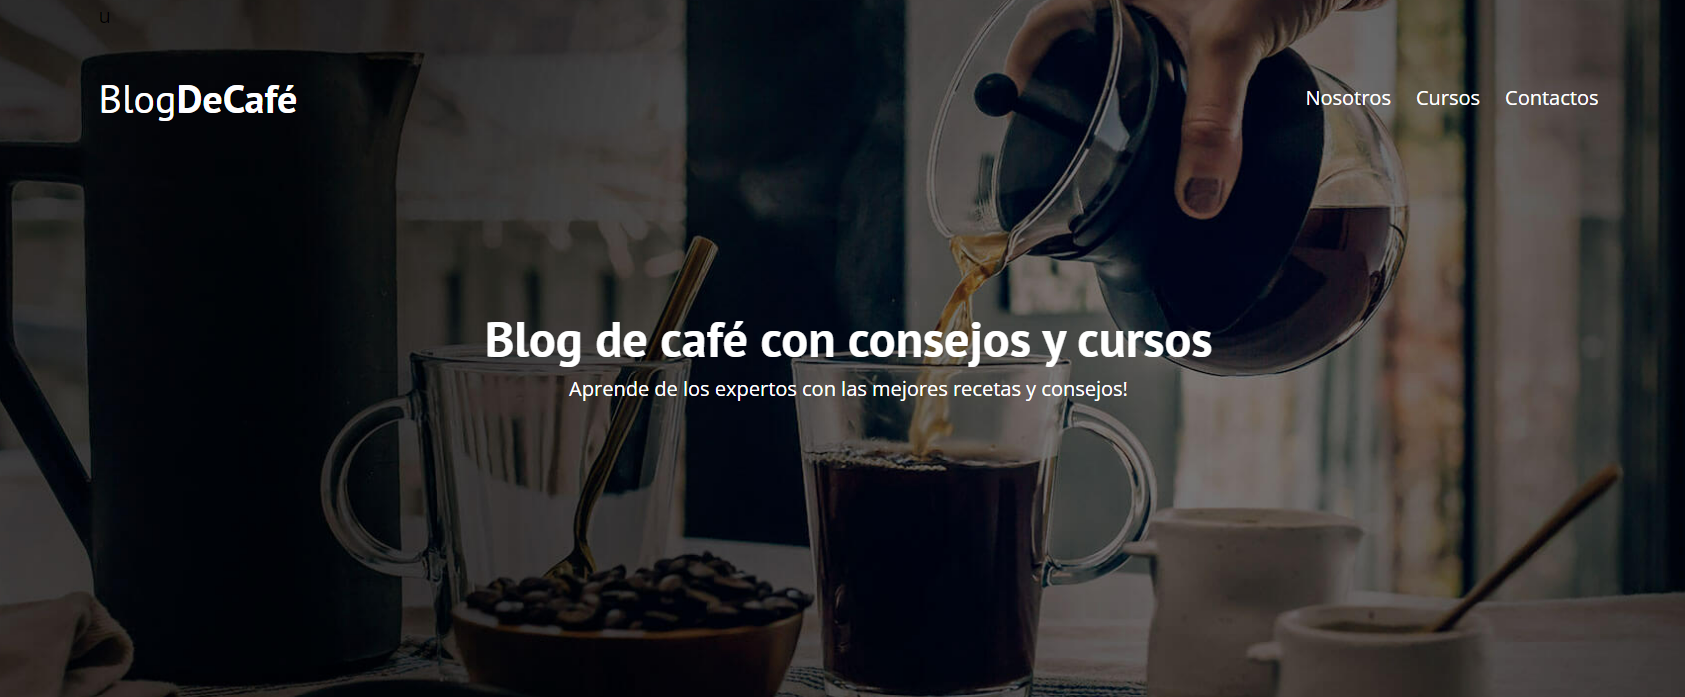 u
BlogDeCafé
Nosotros Cursos Contactos
Blog de café con consejos y cursos
Aprende de los expertos con las mejores recetas y consejos!